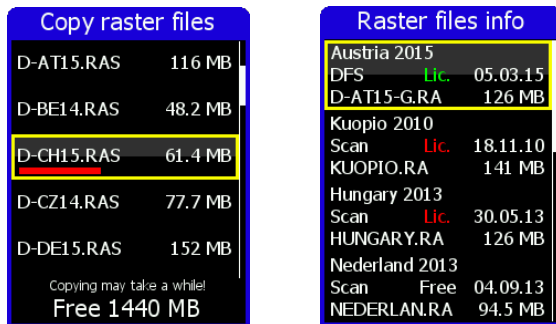 Copy raster files
D-AT15.RAS 116 MB
D-BE14.RAS 48.2 MB
D-CH15.RAS 61.4 MB
D-CZ14.RAS 77.7 MB
D-DE15.RAS 152 MB
Copying may take a while!
Free 1440 MB
Raster files info
Austria 2015
DFS Lic. 05.03.15
D-AT15-G.RA 126 MB
Kuopio 2010
Scan Lic. 18.11.10
KUOPIO.RA 141 MB
Hungary 2013
Scan Lic. 30.05.13
HUNGARY.RA 126 MB
Nederland 2013
Scan Free 04.09.13
NEDERLAN.RA 94.5 MB